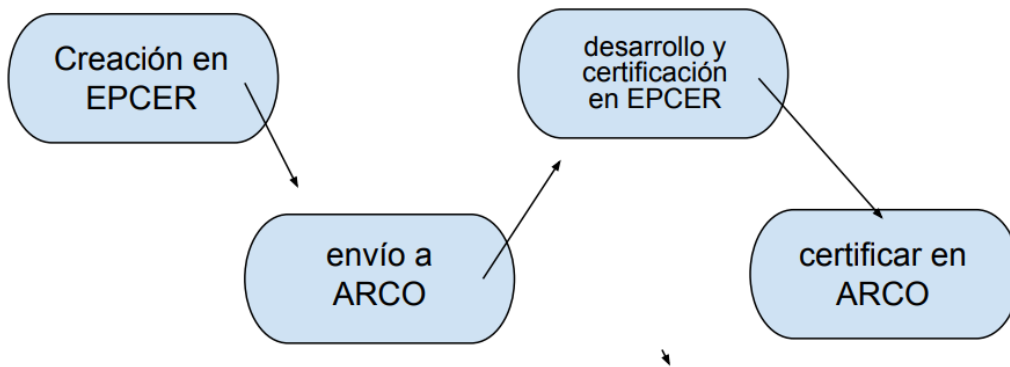 Creación en
EPCER
envío a
ARCO
desarrollo y
certificación
en EPCER
certificar en
ARCO